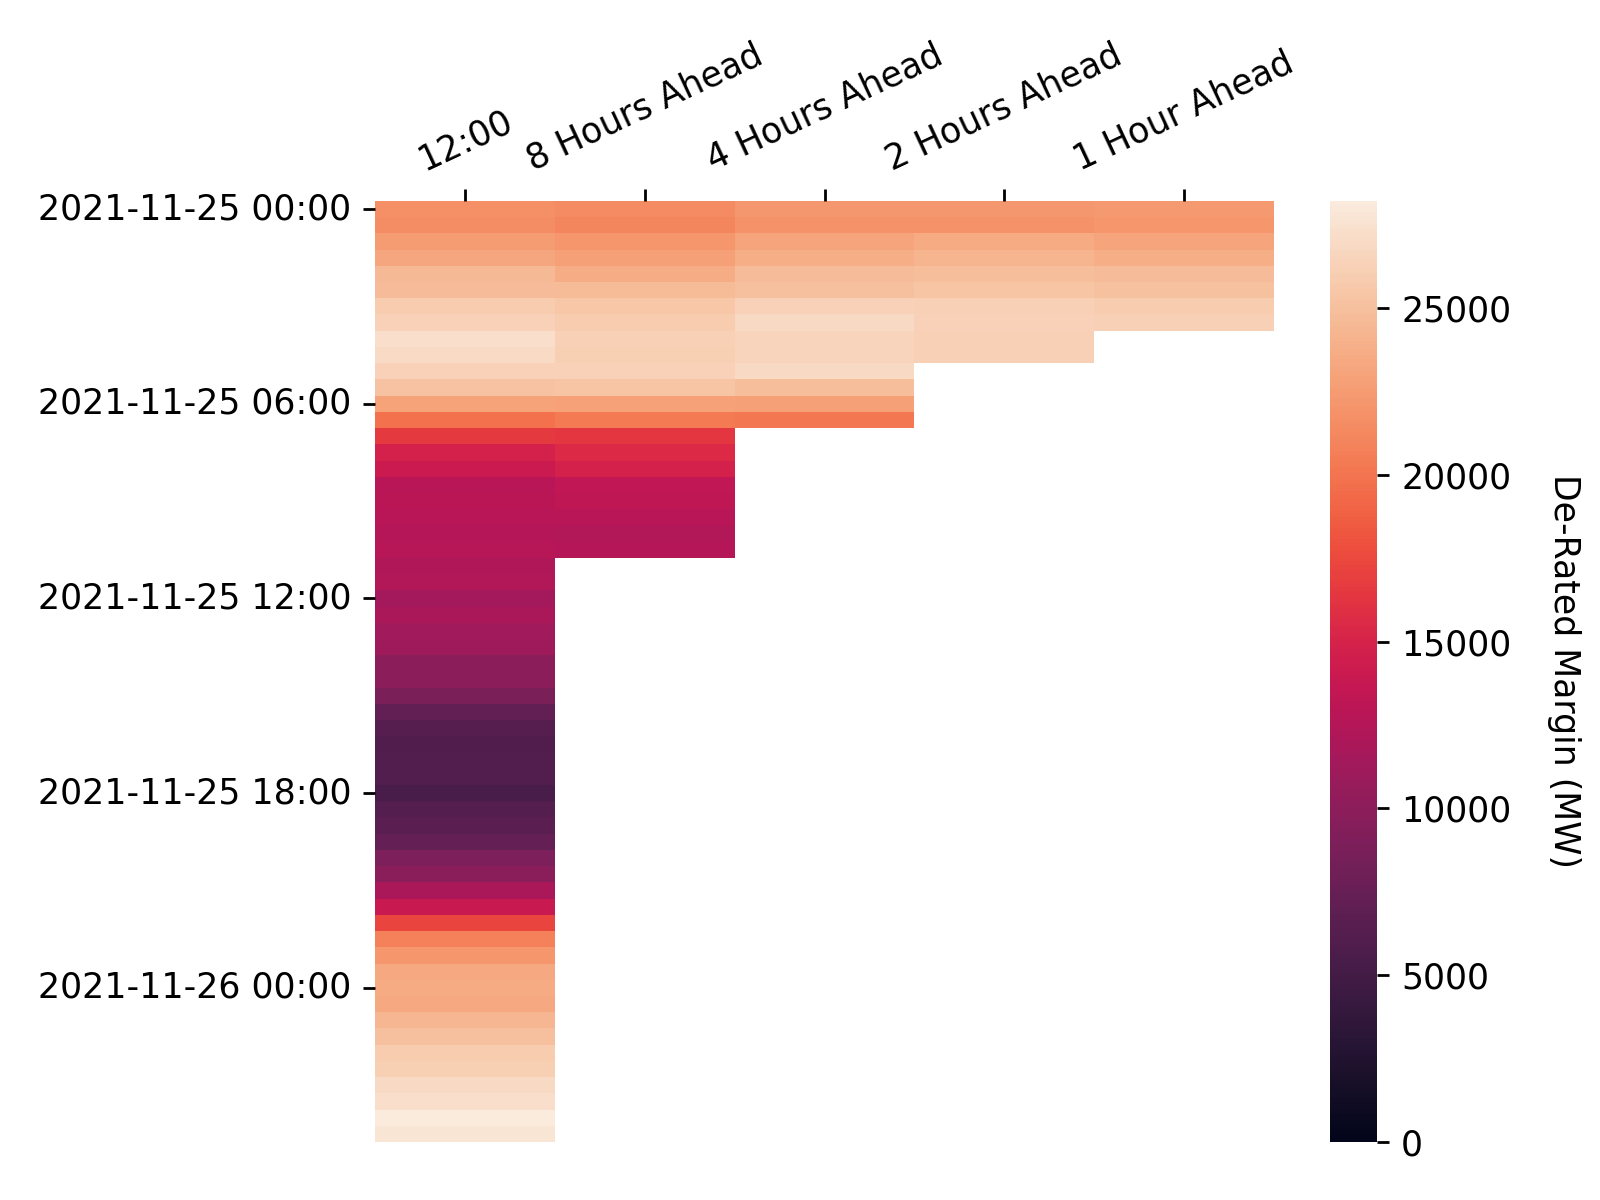 12:00
8 Hours Ahead
4 Hours Ahead
2 Hours Ahead
1 Hour Ahead
2021-11-25 00:00
2021-11-25 06:00
2021-11-25 12:00
2021-11-25 18:00
2021-11-26 00:00
25000
20000
15000
10000
5000
0
De-Rated Margin (MW)